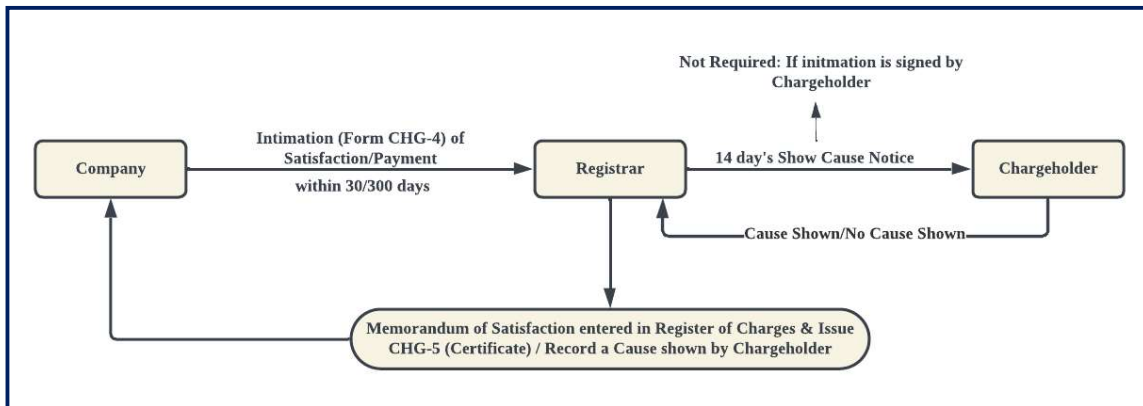 Not Required: If initmation is signed by
Chargeholder
Intimation (Form CHG-4) of
Satisfaction/Payment
within 30/300 days
Company
Registrar
14 day's Show Cause Notice
Chargeholder
Cause Shown/No Cause Shown
Memorandum of Satisfaction entered in Register of Charges & Issue
CHG-5 (Certificate) / Record a Cause shown by Chargeholder